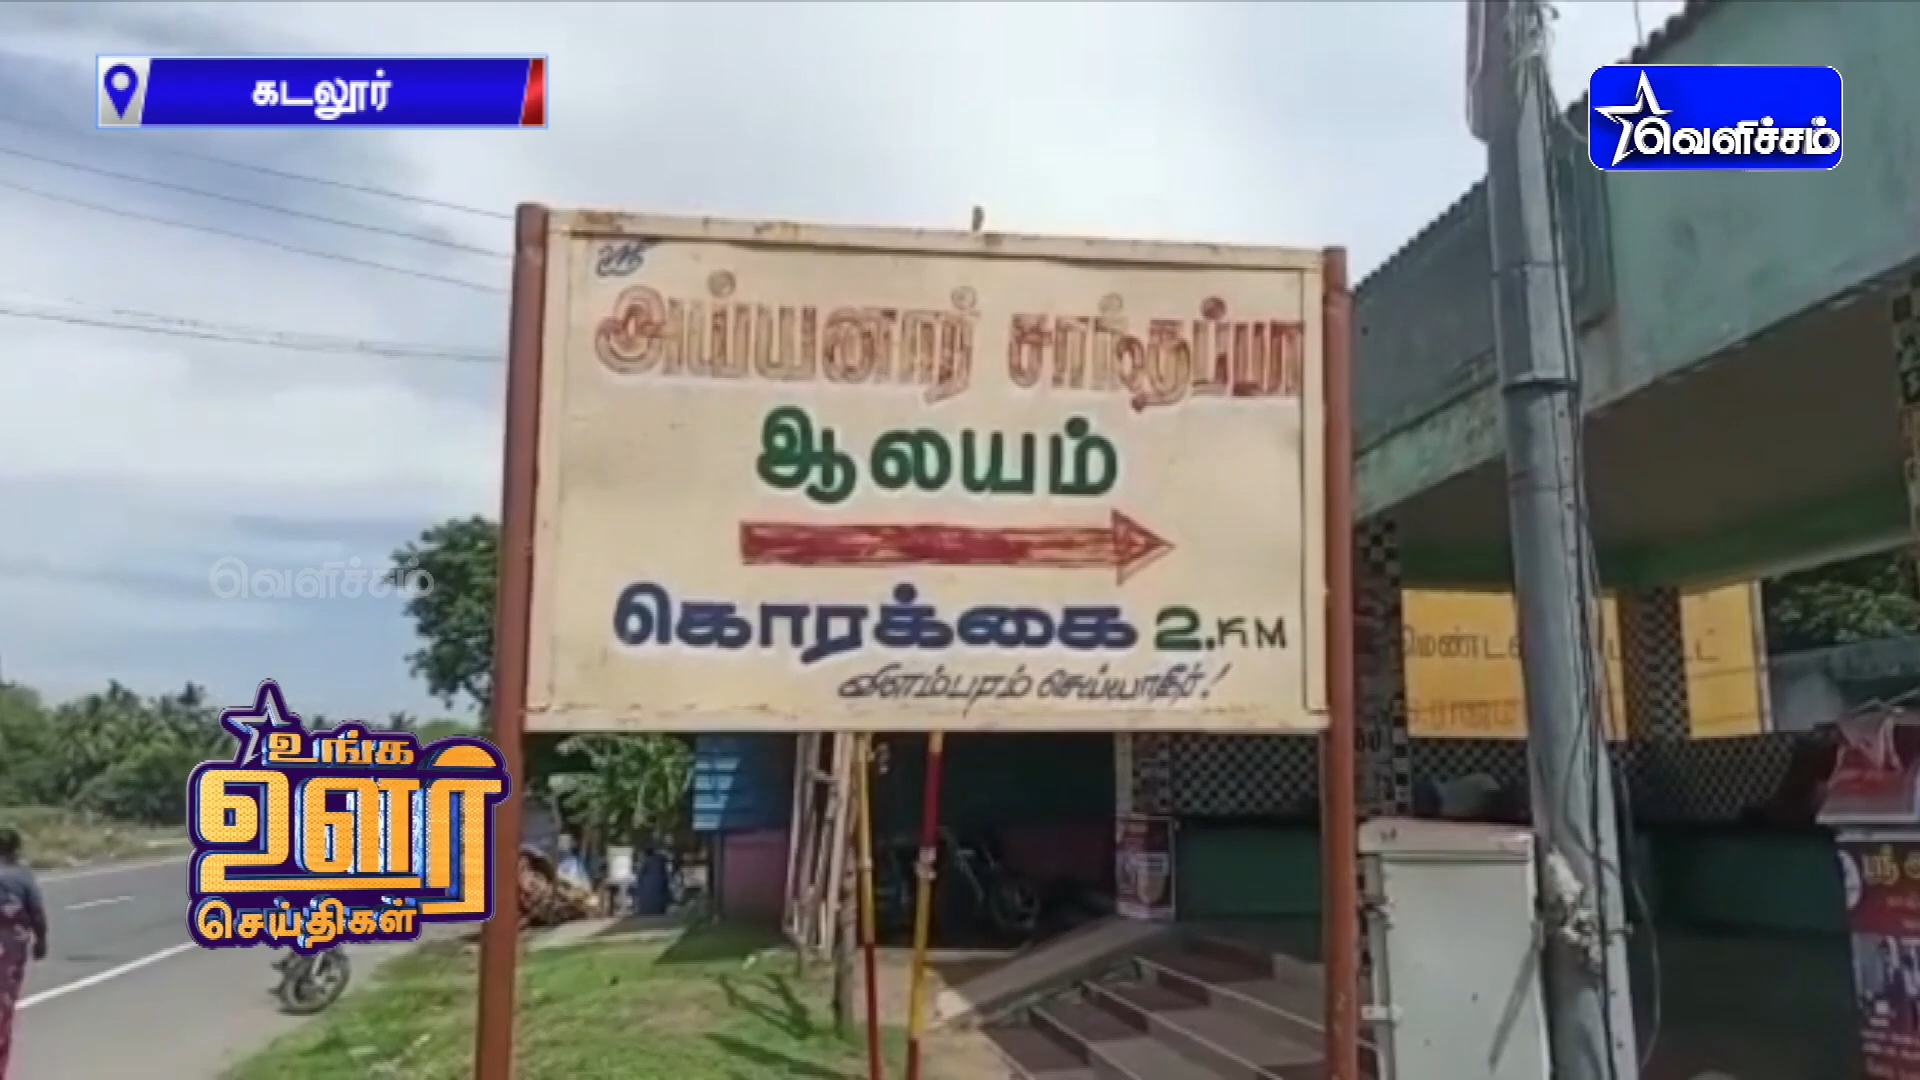 கடலூர்
வெளிச்சம்
ஸ்ரீ
அய்யனார் சாந்தப்பா
ஆலயம்
கொரக்கை 2.KM
விளம்பரம் செய்யாதீர்!
வெளிச்சம்
உங்க
ஊர்
செய்திகள்